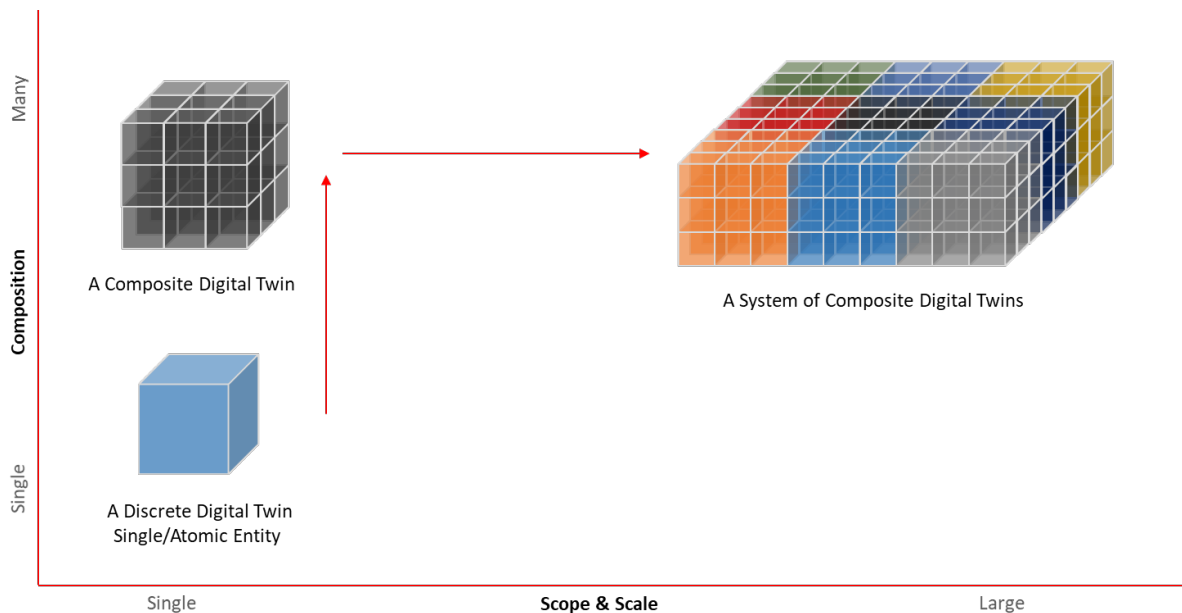 Many
A Composite Digital Twin
A System of Composite Digital Twins
Composition
A Discrete Digital Twin
Single/Atomic Entity
Single
Single
Scope & Scale
Large